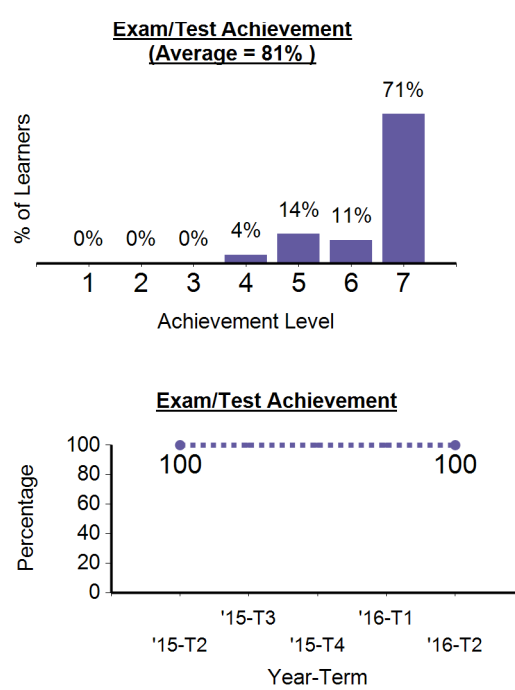 Exam/Test Achievement
(Average = 81% )
% of Learners
71%
14%
11%
4%
0% 0% 0%
1 2 3 4 5 6 7
Achievement Level
Exam/Test Achievement
Percentage
100
80
60
40
20
0
100 100
'15-T3 '16-T1
'15-T2 '15-T4 '16-T2
Year-Term